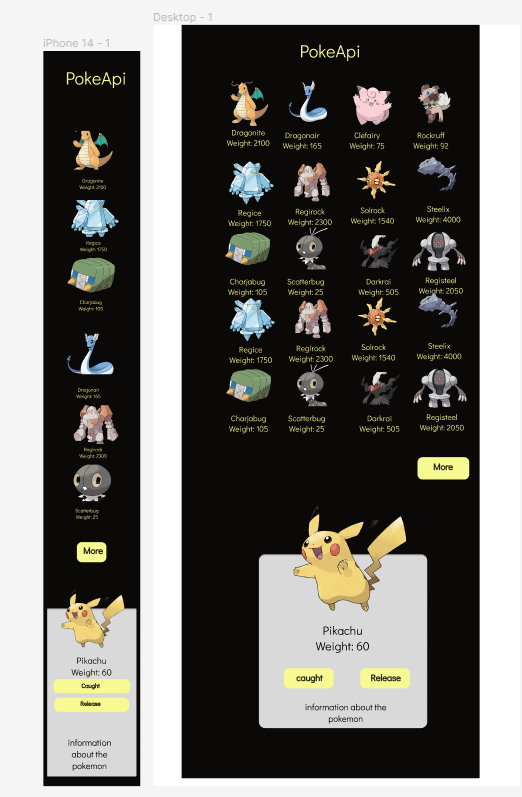 Desktop - 1
iPhone 14 - 1
PokeApi
Dragonite
Weight: 2100
Regice
Weight: 1750
Charjabug
Weight: 105
Dragonair
Weight: 165
Regirock
Weight: 2300
Scatterbug
Weight: 25
More
Pikachu
Weight: 60
Caught
Release
information
about the
pokemon
PokeApi
Dragonite
Weight: 2100
Dragonair
Weight: 165
Clefairy
Weight: 75
Rockruff
Weight: 92
Regice
Weight: 1750
Regirock
Weight: 2300
Solrock
Weight: 1540
Steelix
Weight: 4000
Charjabug
Weight: 105
Scatterbug
Weight: 25
Darkrai
Weight: 505
Registeel
Weight: 2050
Regice
Weight: 1750
Regirock
Weight: 2300
Solrock
Weight: 1540
Steelix
Weight: 4000
Charjabug
Weight: 105
Scatterbug
Weight: 25
Darkrai
Weight: 505
Registeel
Weight: 2050
More
Pikachu
Weight: 60
caught
Release
information about the
pokemon